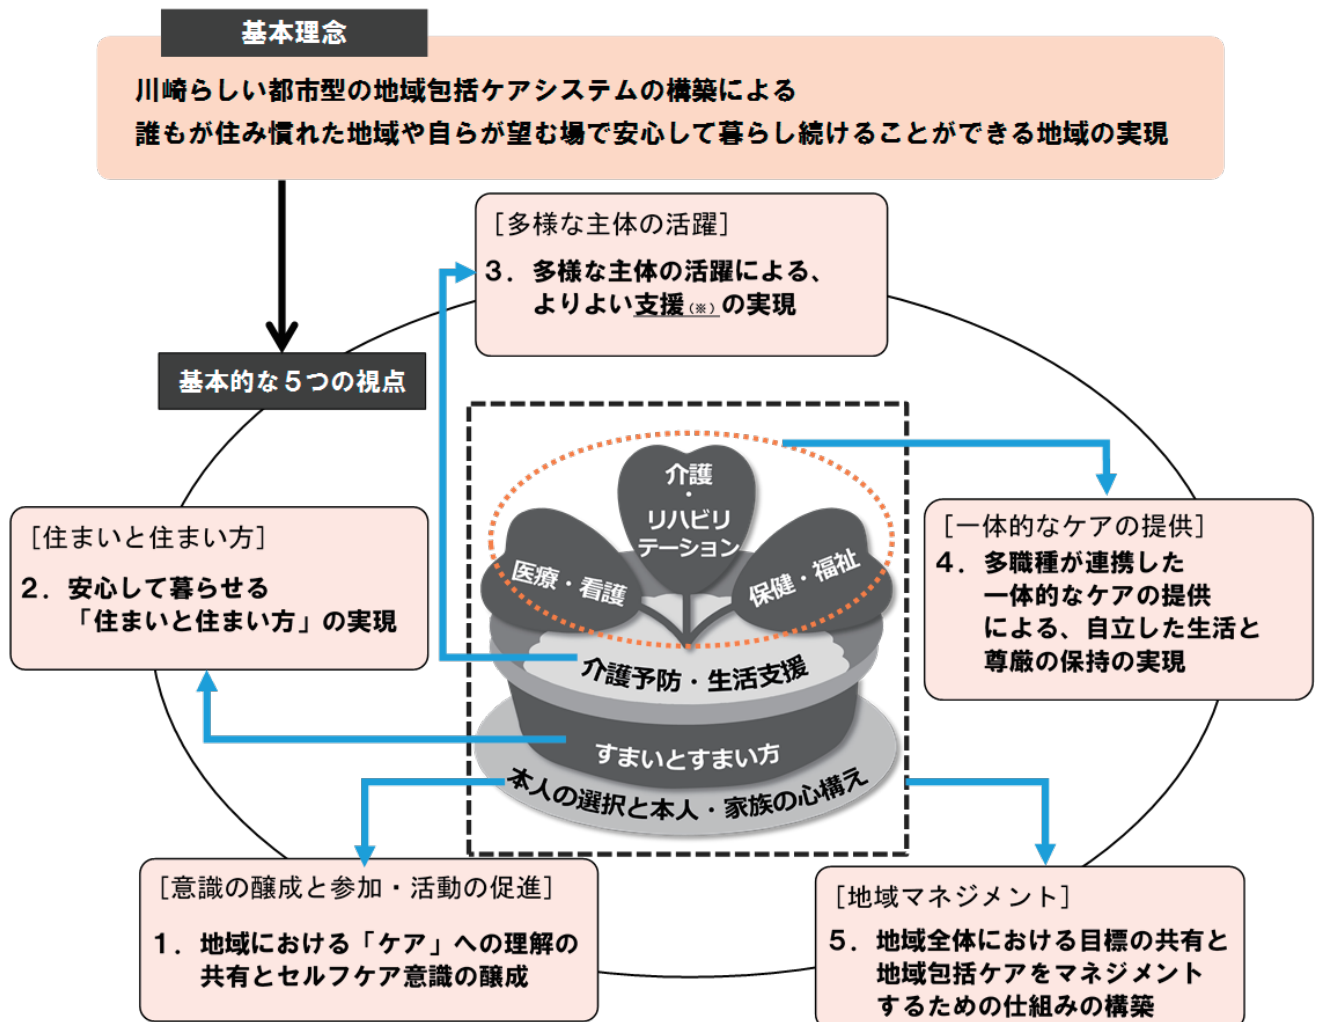 基本理念
川崎らしい都市型の地域包括ケアシステムの構築による
誰もが住み慣れた地域や自らが望む場で安心して暮らし続けることができる地域の実現
[多様な主体の活躍]
3．多様な主体の活躍による、
よりよい支援(※)の実現
基本的な5つの視点
介護
・
リハビリ
テーション
医療・看護
保健・福祉
介護予防・生活支援
すまいとすまい方
本人の選択と本人・家族の心構え
[住まいと住まい方]
2．安心して暮らせる
「住まいと住まい方」の実現
[一体的なケアの提供]
4．多職種が連携した
一体的なケアの提供
による、自立した生活と
尊厳の保持の実現
[意識の醸成と参加・活動の促進]
1．地域における「ケア」への理解の
共有とセルフケア意識の醸成
[地域マネジメント]
5．地域全体における目標の共有と
地域包括ケアをマネジメント
するための仕組みの構築